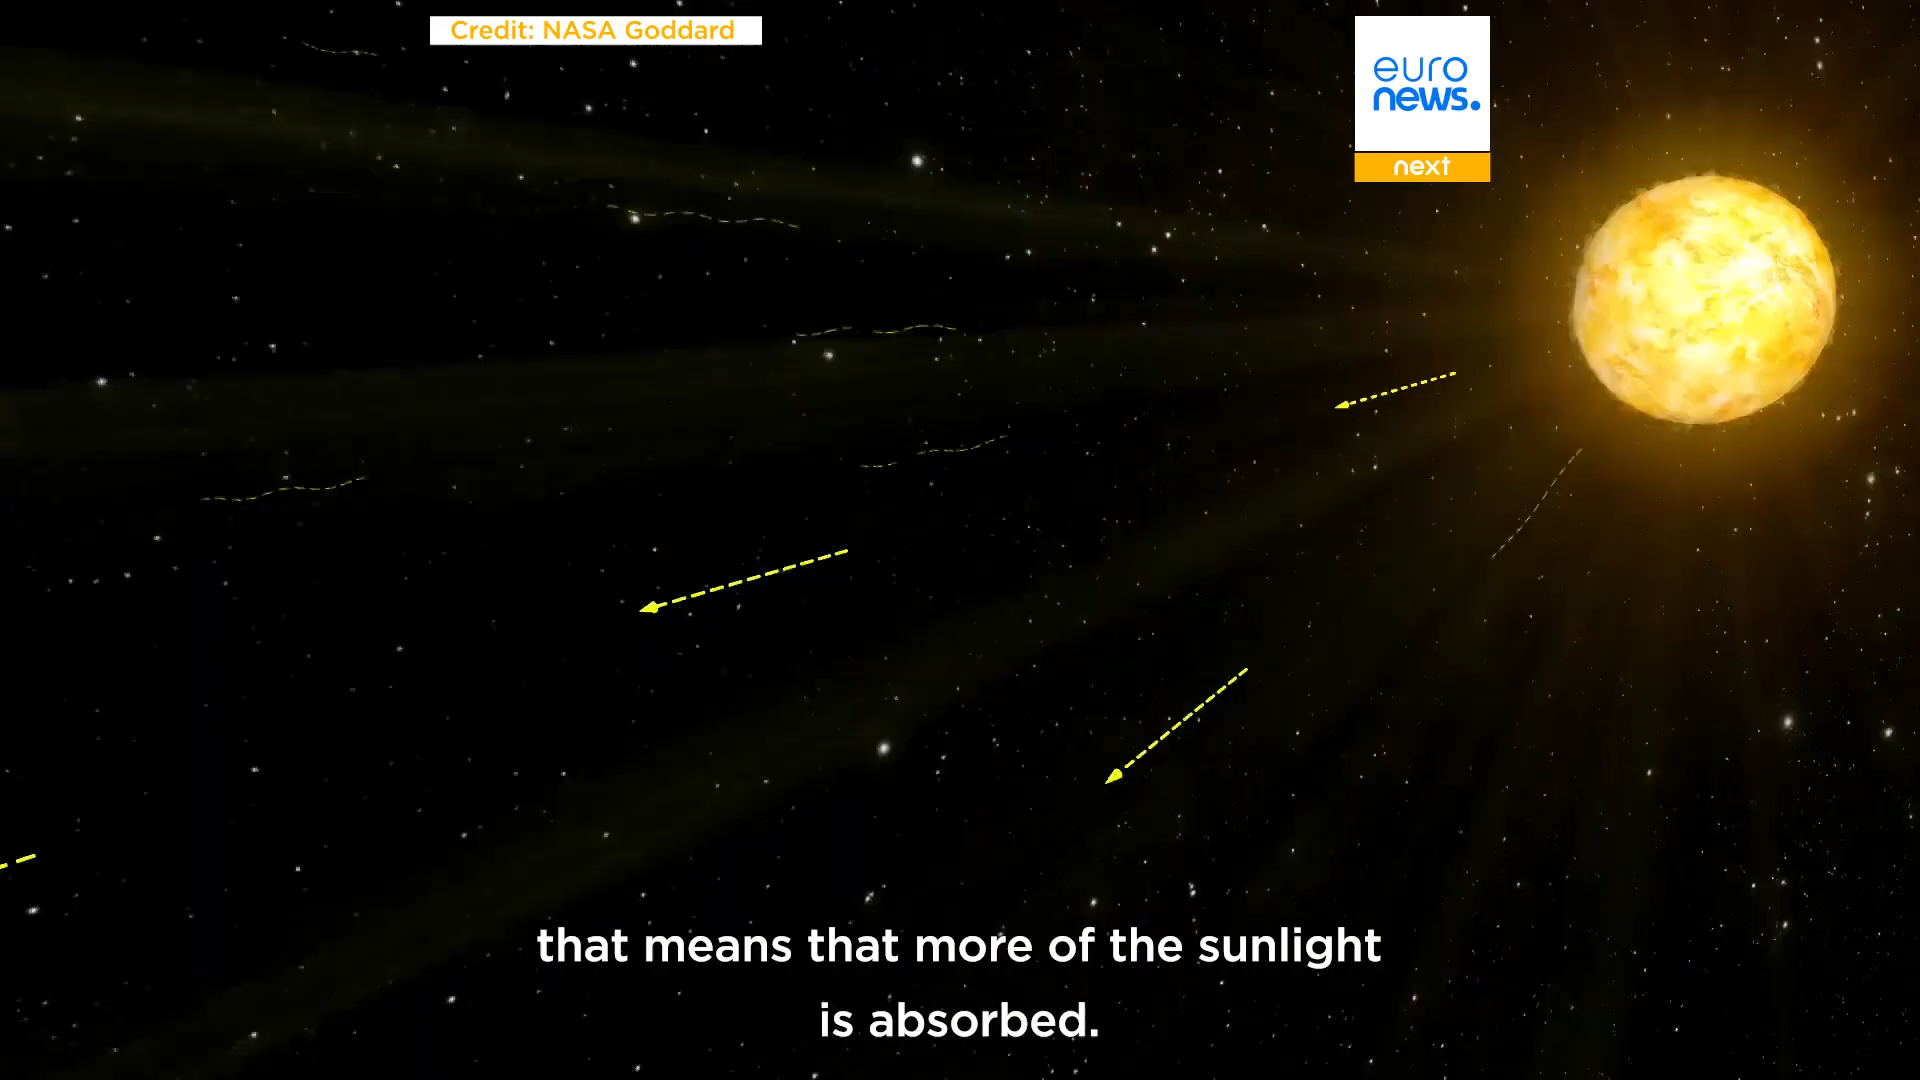 Credit: NASA Goddard
euro
news.
next
that means that more of the sunlight
is absorbed.